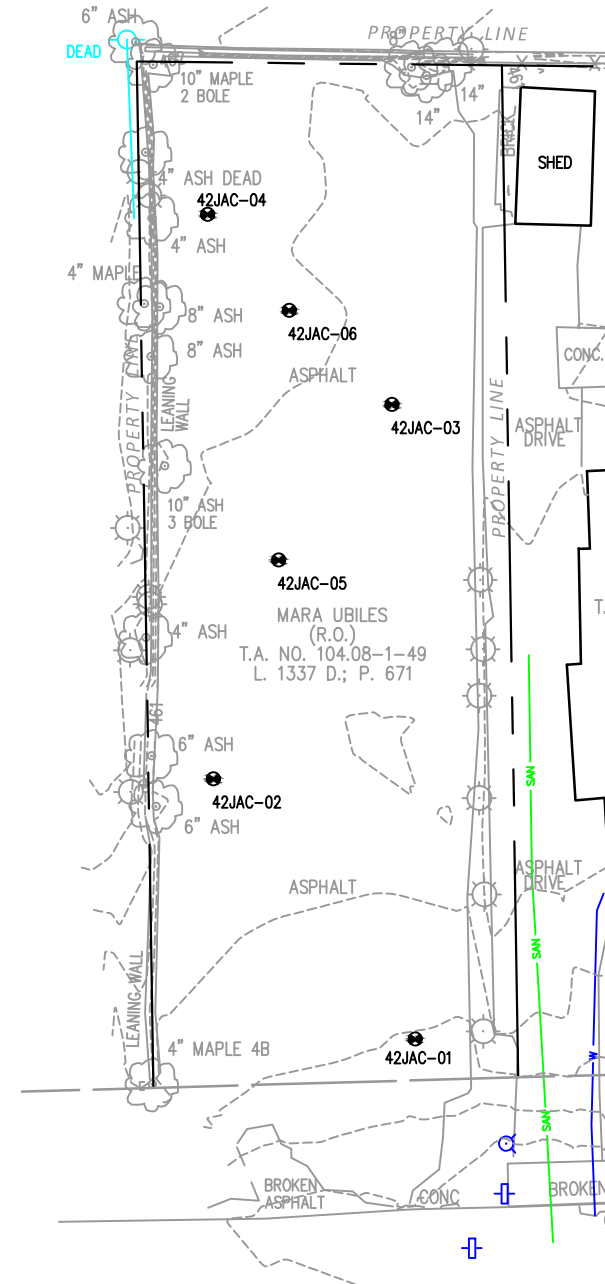 6" ASH
DEAD
PROPERTY LINE
8"
462
10" MAPLE
2 BOLE
14"
14"
BRICK
SHED
4" ASH DEAD
42JAC-04
4" ASH
4" MAPLE
8" ASH
42JAC-06
8" ASH
ASPHALT
CONC.
PROPERTY LINE
LEANING
WALL
42JAC-03
PROPERTY LINE
ASPHALT
DRIVE
10" ASH
3 BOLE
42JAC-05
MARA UBILES
(R.O.)
T.A. NO. 104.08-1-49
L. 1337 D.; P. 671
4" ASH
461
6" ASH
42JAC-02
SAN
6" ASH
ASPHALT
ASPHALT
DRIVE
SAN
LEANING WALL
4" MAPLE 4B
42JAC-01
W
SAN
BROKEN
ASPHALT
CONC
BROKEN